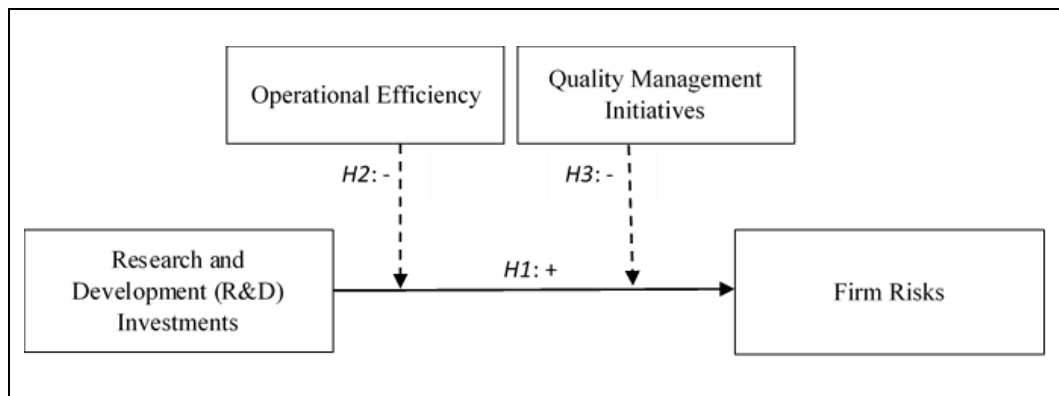 Operational Efficiency
Quality Management
Initiatives
H2: -
H3: -
Research and
Development (R&D)
Investments
H1: +
Firm Risks